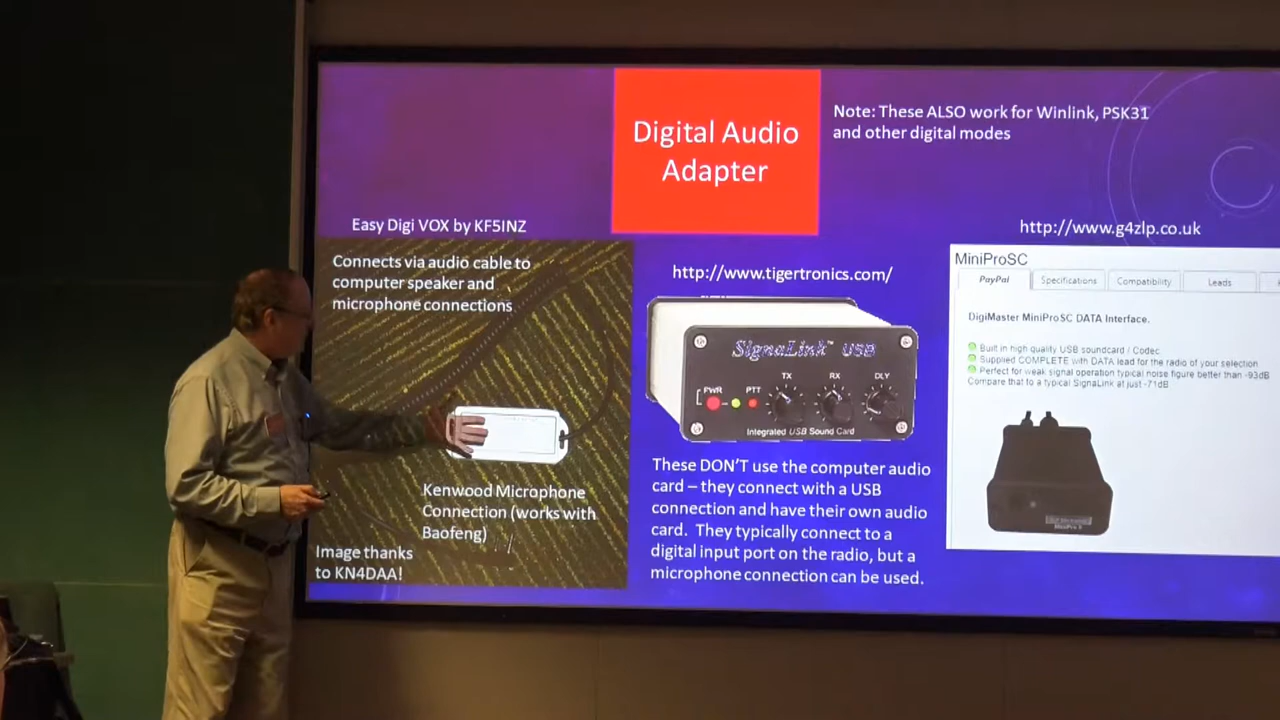 Digital Audio
Adapter
Note: These ALSO work for Winlink, PSK31
and other digital modes
Easy Digi VOX by KF5INZ
Connects via audio cable to
computer speaker and
microphone connections
Kenwood Microphone
Connection (works with
Baofeng)
Image thanks
to KN4DAA!
http://www.tigertronics.com/
SignaLink™ USB
PWR
PTT
TX
RX
DLY
Integrated USB Sound Card
These DON'T use the computer audio
card – they connect with a USB
connection and have their own audio
card. They typically connect to a
digital input port on the radio, but a
microphone connection can be used.
http://www.g4zlp.co.uk
MiniProSC
PayPal
Specifications
Compatibility
Leads
DigiMaster MiniProSC DATA Interface.
Built in high quality USB soundcard / Codec
Supplied COMPLETE with DATA lead for the radio of your selection
Perfect for weak signal operation typical noise figure better than -93dB
Compare that to a typical SignaLink at just -71dB